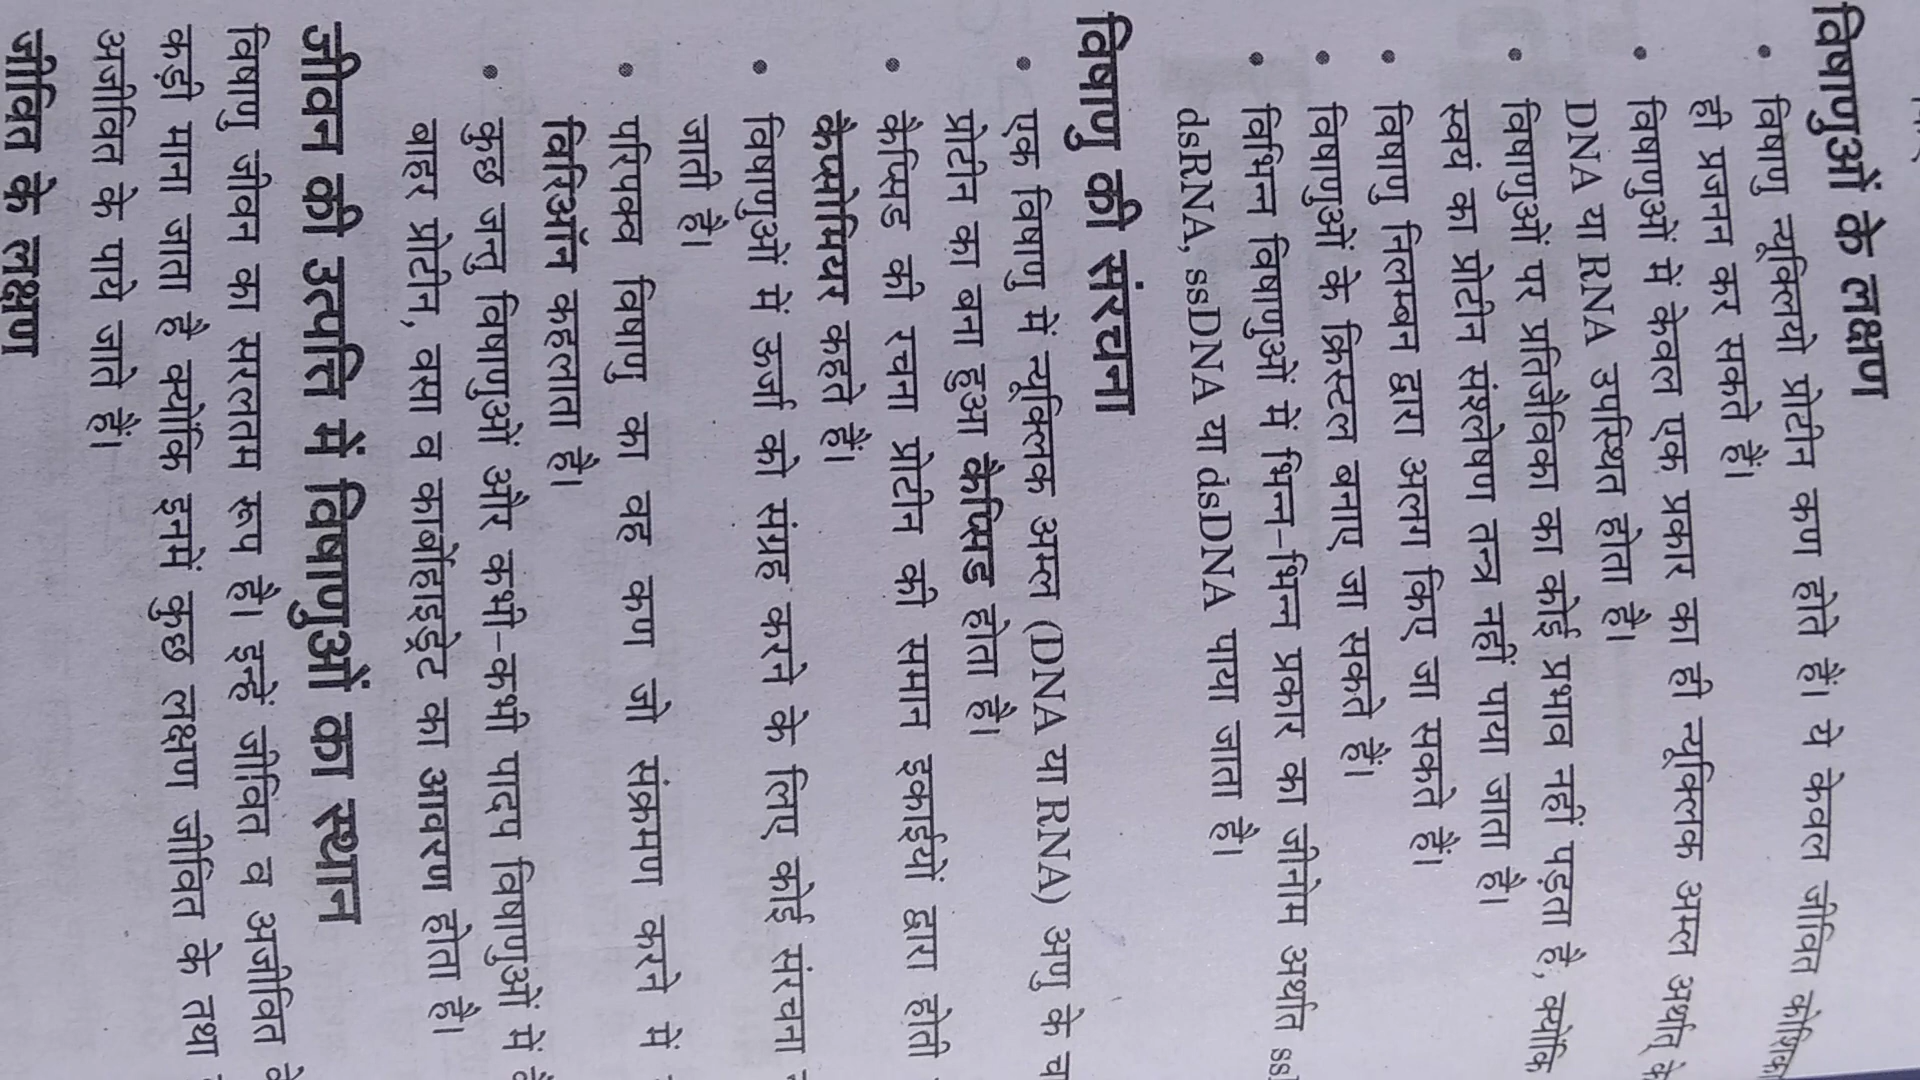 विषाणुओं के लक्षण
• विषाणु न्यूक्लियो प्रोटीन कण होते हैं। ये केवल जीवित
ही प्रजनन कर सकते हैं।
• विषाणुओं में केवल एक प्रकार का ही न्यूक्लिक अम्ल अर्थात्
DNA या RNA उपस्थित होता है।
• विषाणुओं पर प्रतिजैविका का कोई प्रभाव नहीं पड़ता है, क्योंकि
स्वयं का प्रोटीन संश्लेषण तन्त्र नहीं पाया जाता है।
• विषाणु निलम्बन द्वारा अलग किए जा सकते हैं।
• विषाणुओं के क्रिस्टल बनाए जा सकते हैं।
• विभिन्न विषाणुओं में भिन्न-भिन्न प्रकार का जीनोम अर्थात
dsRNA, ssDNA या dsDNA पाया जाता है।
विषाणु की संरचना
• एक विषाणु में न्यूक्लिक अम्ल (DNA या RNA) अणु के
प्रोटीन का बना हुआ कैप्सिड होता है।
• कैप्सिड की रचना प्रोटीन की समान इकाईयों द्वारा होती
कैप्सोमियर कहते हैं।
• विषाणुओं में ऊर्जा को संग्रह करने के लिए कोई संरचना
जाती है।
• परिपक्व विषाणु का वह कण जो संक्रमण करने में
विरिऑन कहलाता है।
• कुछ जन्तु विषाणुओं और कभी-कभी पादप विषाणुओं में
बाहर प्रोटीन, वसा व कार्बोहाइड्रेट का आवरण होता है।
जीवन की उत्पत्ति में विषाणुओं का स्थान
विषाणु जीवन का सरलतम रूप है। इन्हें जीवित व अजीवित
कड़ी माना जाता है क्योंकि इनमें कुछ लक्षण जीवित के तथा
अजीवित के पाये जाते हैं।
जीवित के लक्षण